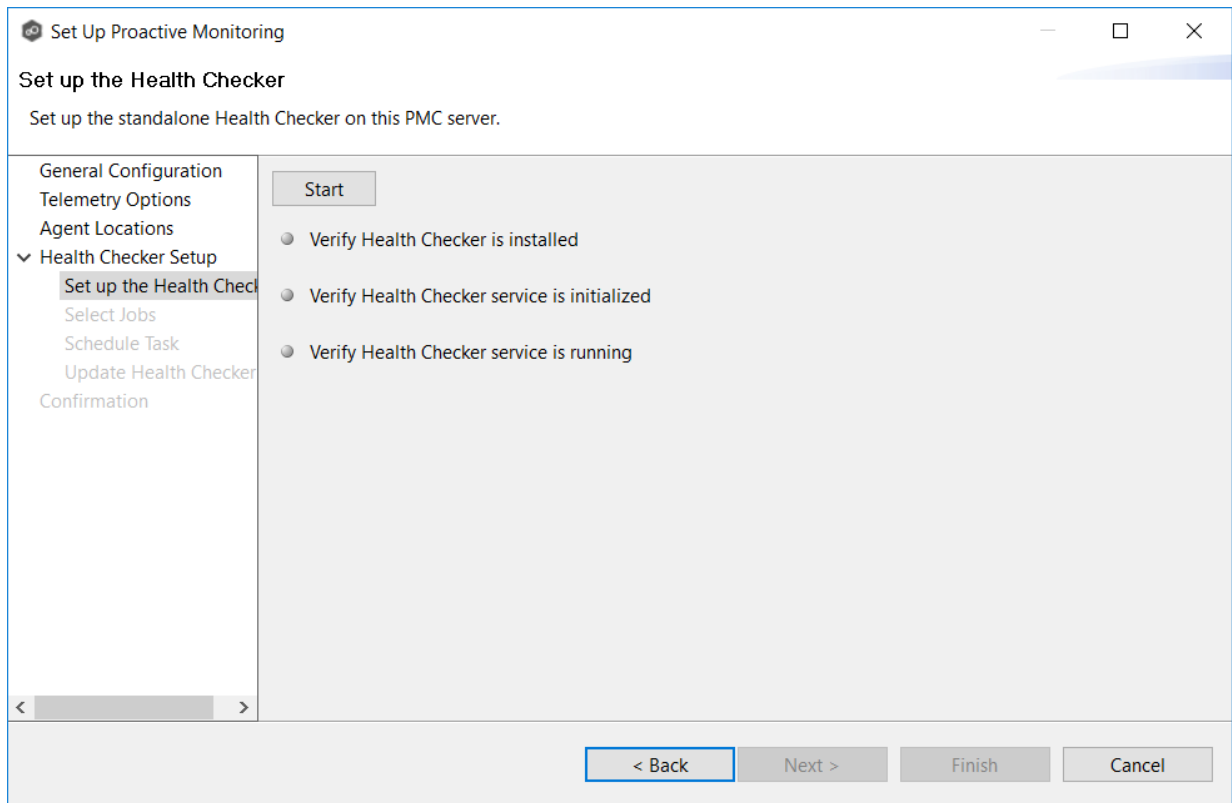 Set Up Proactive Monitoring
Set up the Health Checker
Set up the standalone Health Checker on this PMC server.
General Configuration
Telemetry Options
Agent Locations
Health Checker Setup
Set up the Health Check
Select Jobs
Schedule Task
Update Health Checker
Confirmation
Start
Verify Health Checker is installed
Verify Health Checker service is initialized
Verify Health Checker service is running
< Back
Next >
Finish
Cancel